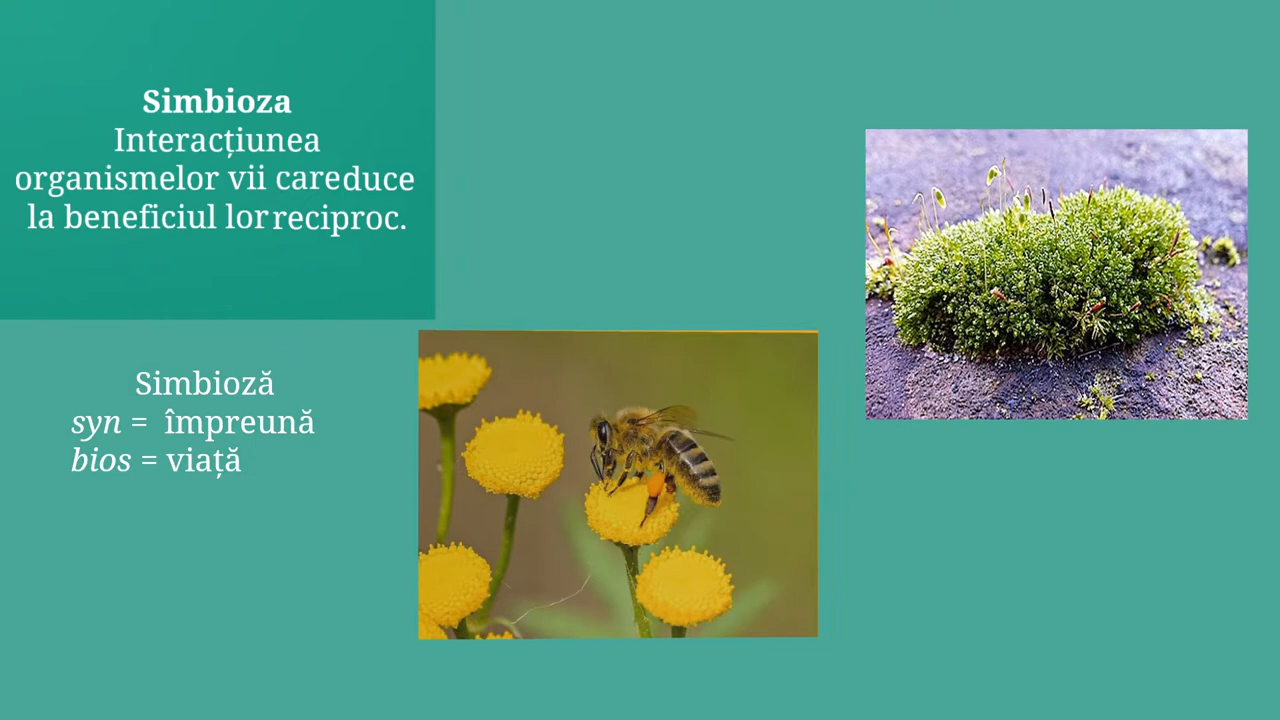 Simbioza
Interacțiunea
organismelor vii care duce
la beneficiul lor reciproc.
Simbioză
syn = împreună
bios = viață